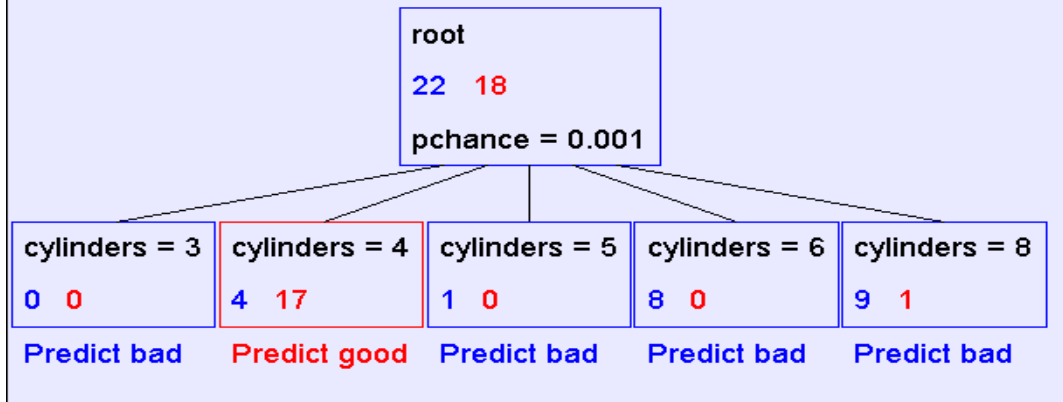 root
22 18
pchance = 0.001
cylinders = 3 cylinders = 4 cylinders = 5 cylinders = 6 cylinders = 8
0 0 4 17 1 0 8 0 9 1
Predict bad Predict good Predict bad Predict bad Predict bad